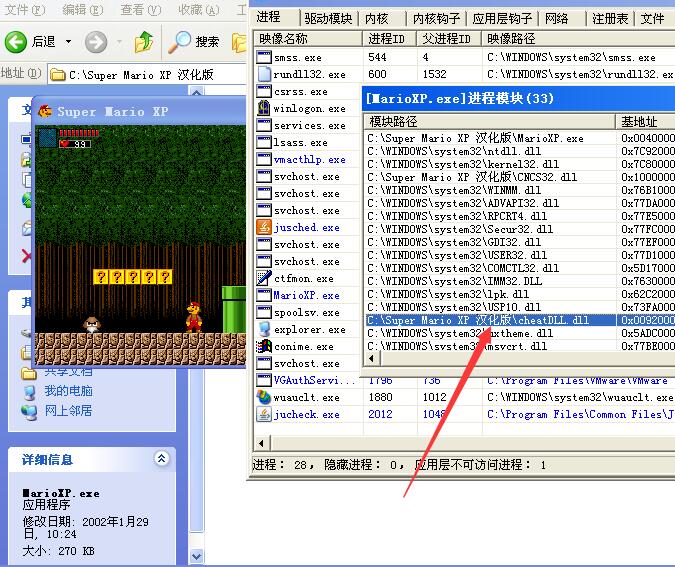 文件(F) 编辑(E) 查看(V) 收藏(A) 工
后退 搜索
地址(D) C:\Super Mario XP 汉化版
Super Mario XP
99
? ? ? ? ?
共享文档
我的电脑
网上邻居
详细信息
MarioXP.exe
应用程序
修改日期: 2002年1月29
日, 10:24
大小: 270 KB
进程 驱动模块 内核 内核钩子 应用层钩子 网络 注册表 文件
映像名称 进程ID 父进程ID 映像路径
smss.exe 544 4 C:\WINDOWS\system32\smss.exe
rundll32.exe 600 1532 C:\WINDOWS\system32\rundll32.ex
csrss.exe
winlogon.exe
services.exe
lsass.exe
vmacthlp.exe
svchost.exe
svchost.exe
svchost.exe
jusched.exe
svchost.exe
svchost.exe
ctfmon.exe
MarioXP.exe
spoolsv.exe
explorer.exe
conime.exe
svchost.exe
VGAuthServi... 1796 736 C:\Program Files\VMware\VMware
wuauclt.exe 1880 1012 C:\WINDOWS\system32\wuauclt.exe
jucheck.exe 2012 1048 C:\Program Files\Common Files\J
进程: 28, 隐藏进程: 0, 应用层不可访问进程: 1
[MarioXP.exe]进程模块(33)
模块路径 基地址
C:\Super Mario XP 汉化版\MarioXP.exe 0x0040000
C:\WINDOWS\system32\ntdll.dll 0x7C92000
C:\WINDOWS\system32\kernel32.dll 0x7C80000
C:\Super Mario XP 汉化版\CNCS32.dll 0x1000000
C:\WINDOWS\system32\WINMM.dll 0x76B1000
C:\WINDOWS\system32\ADVAPI32.dll 0x77DA000
C:\WINDOWS\system32\RPCRT4.dll 0x77E5000
C:\WINDOWS\system32\Secur32.dll 0x77FC000
C:\WINDOWS\system32\GDI32.dll 0x77EF000
C:\WINDOWS\system32\USER32.dll 0x77D1000
C:\WINDOWS\system32\COMCTL32.dll 0x5D17000
C:\WINDOWS\system32\IMM32.DLL 0x7630000
C:\WINDOWS\system32\lpk.dll 0x62C2000
C:\WINDOWS\system32\USP10.dll 0x73FA000
C:\Super Mario XP 汉化版\cheatDLL.dll 0x0092000
C:\WINDOWS\system32\uxtheme.dll 0x5ADC000
C:\WINDOWS\system32\msvcrt.dll 0x77BE000